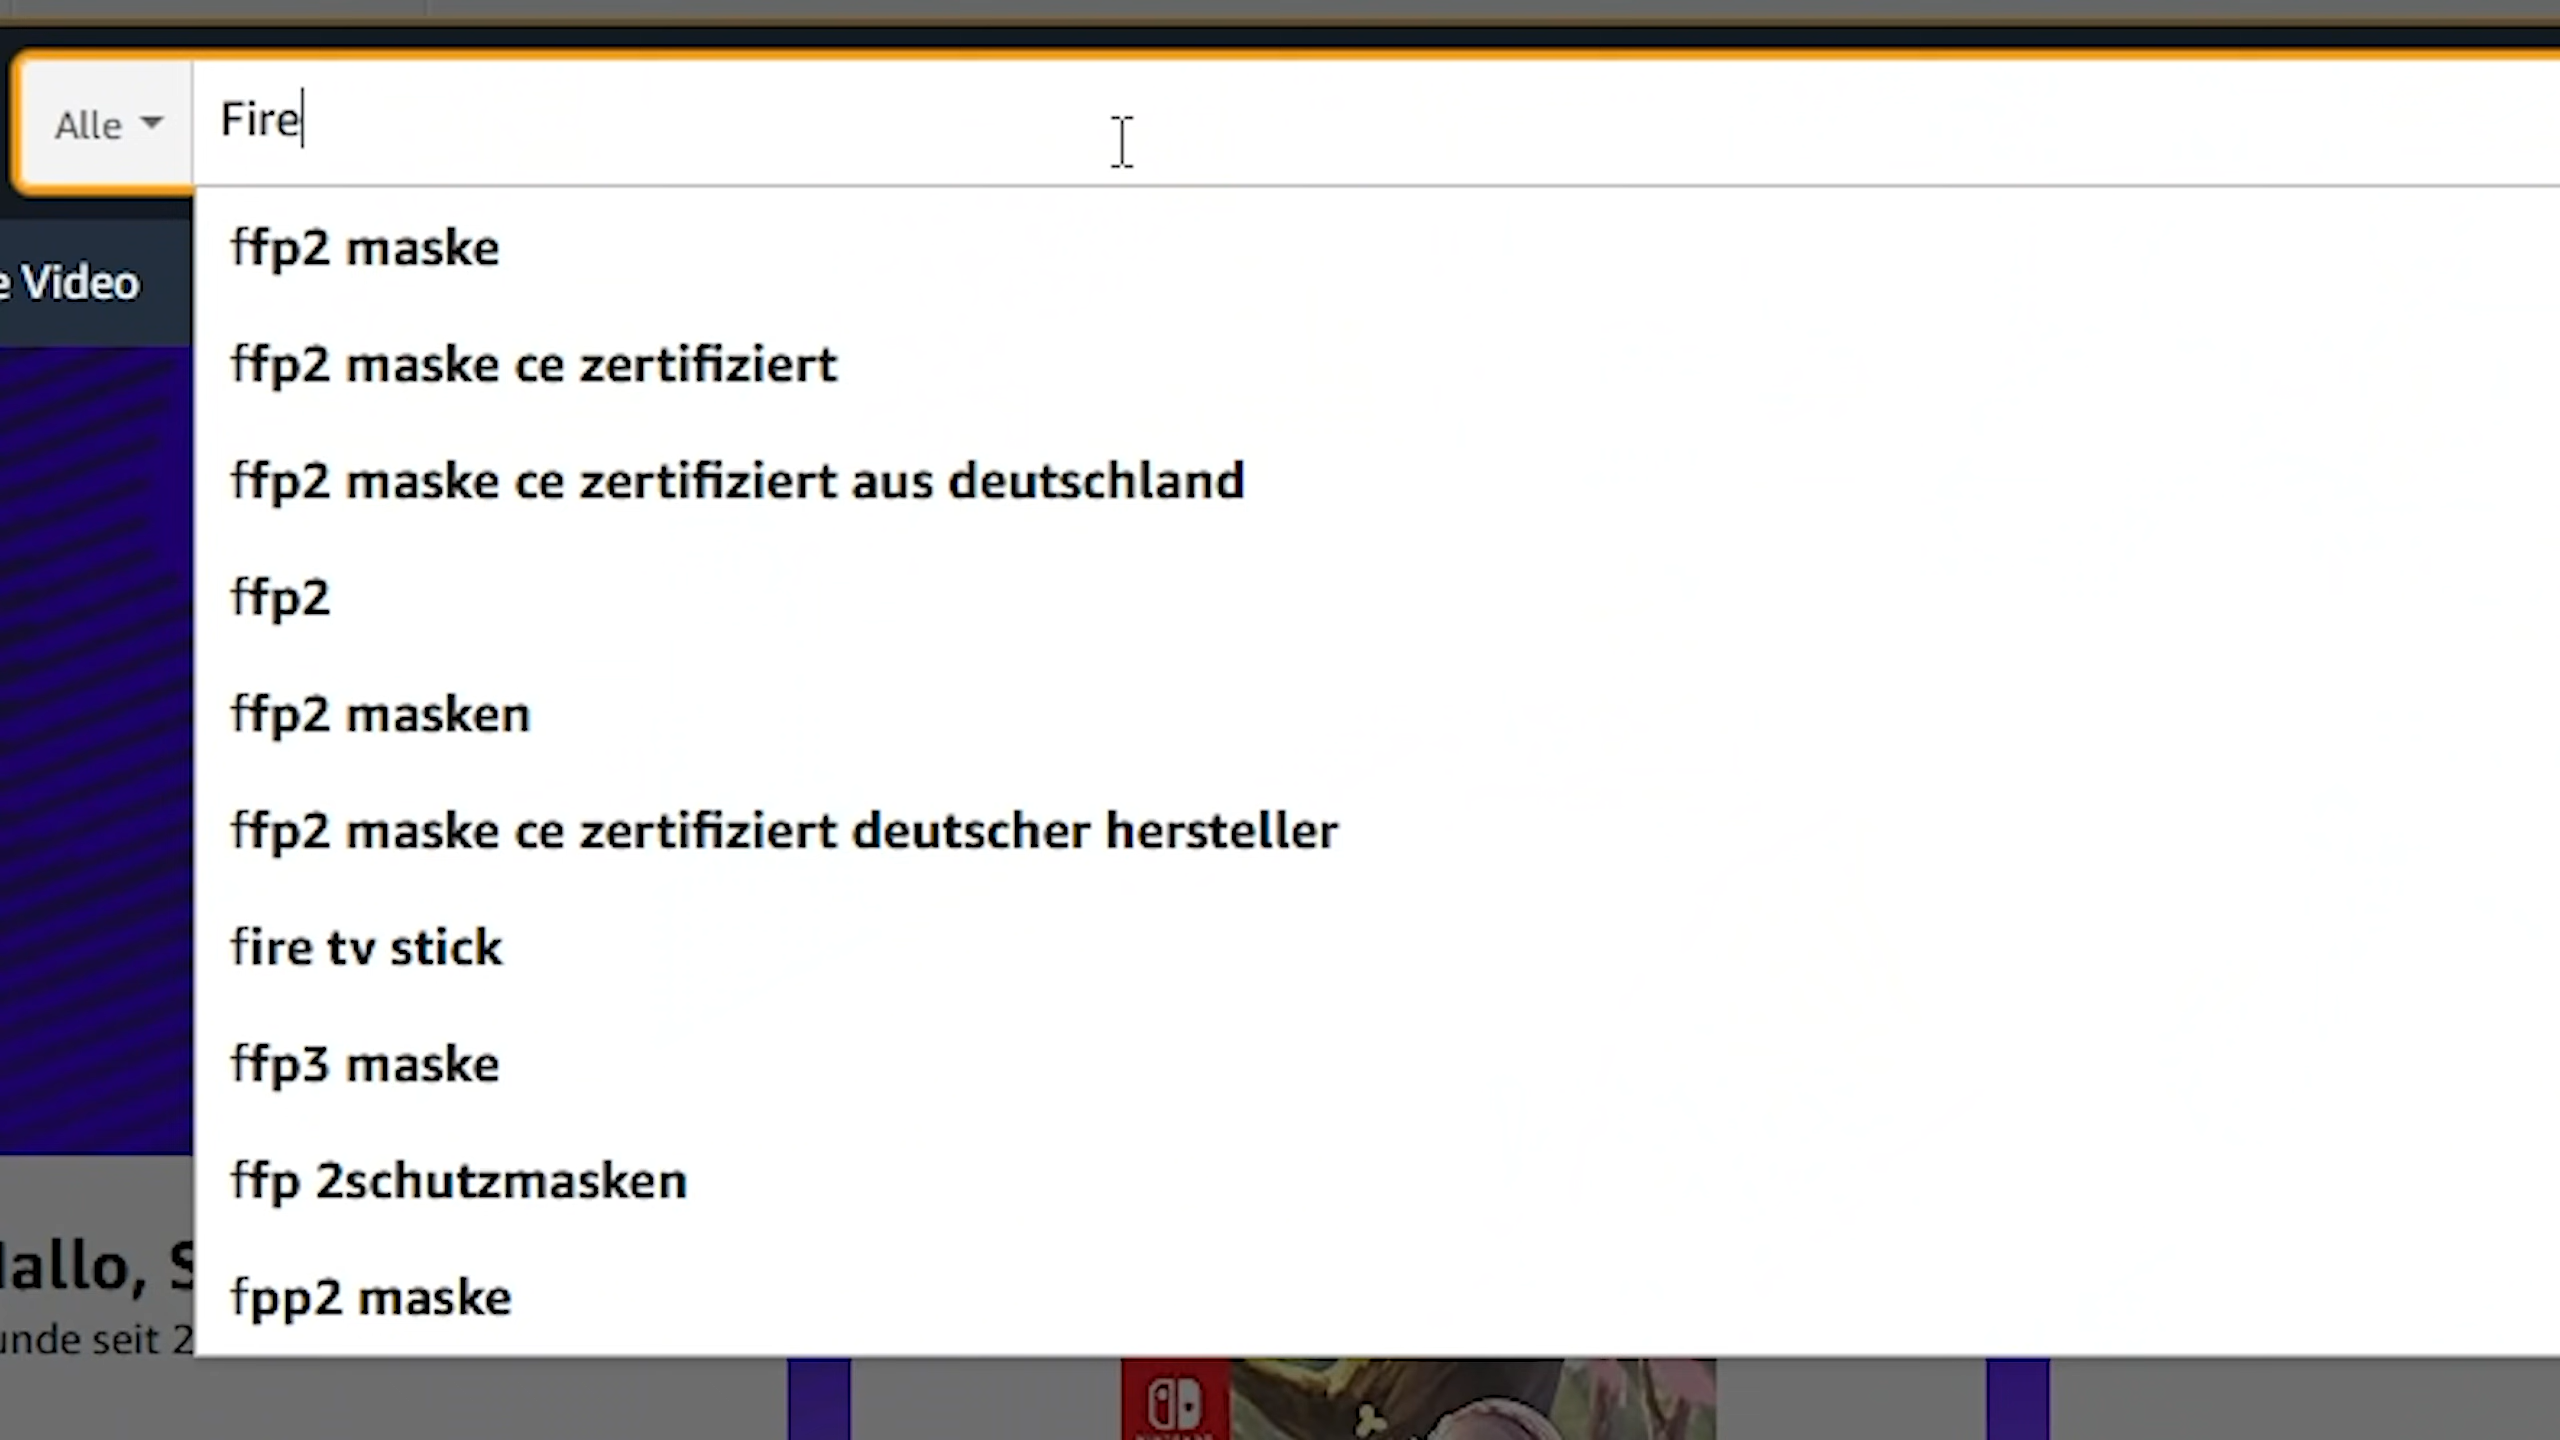 Alle
Fire
e Video
ffp2 maske
ffp2 maske ce zertifiziert
ffp2 maske ce zertifiziert aus deutschland
ffp2
ffp2 masken
ffp2 maske ce zertifiziert deutscher hersteller
fire tv stick
ffp3 maske
ffp 2schutzmasken
fpp2 maske
Hallo, S
unde seit 2